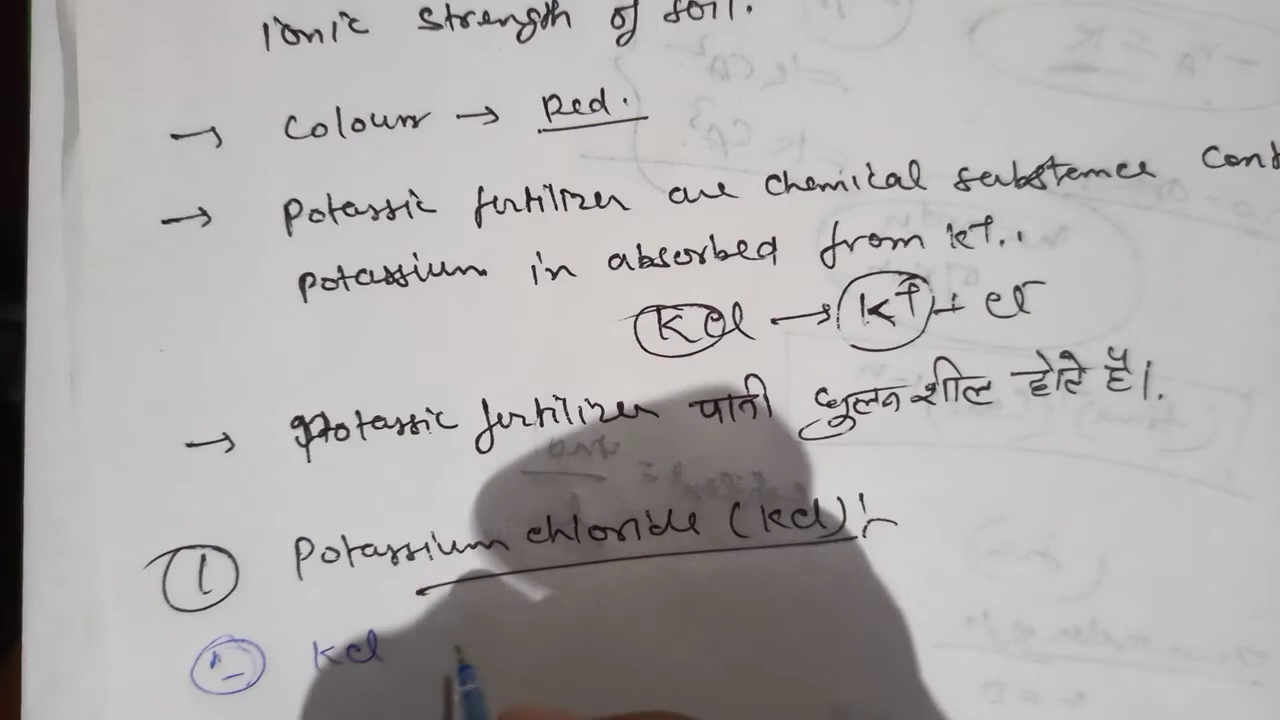 ionic strength of soil.
→ Colour → Red.
→ Potassic fertilizer are chemical substance Cont
potassium in absorbed from K+..
KCl → K+ + Cl-
→ Potassic fertilizer पानी घुलनशील होते हैं।.
① Potassium chloride (KCl):-
KCl